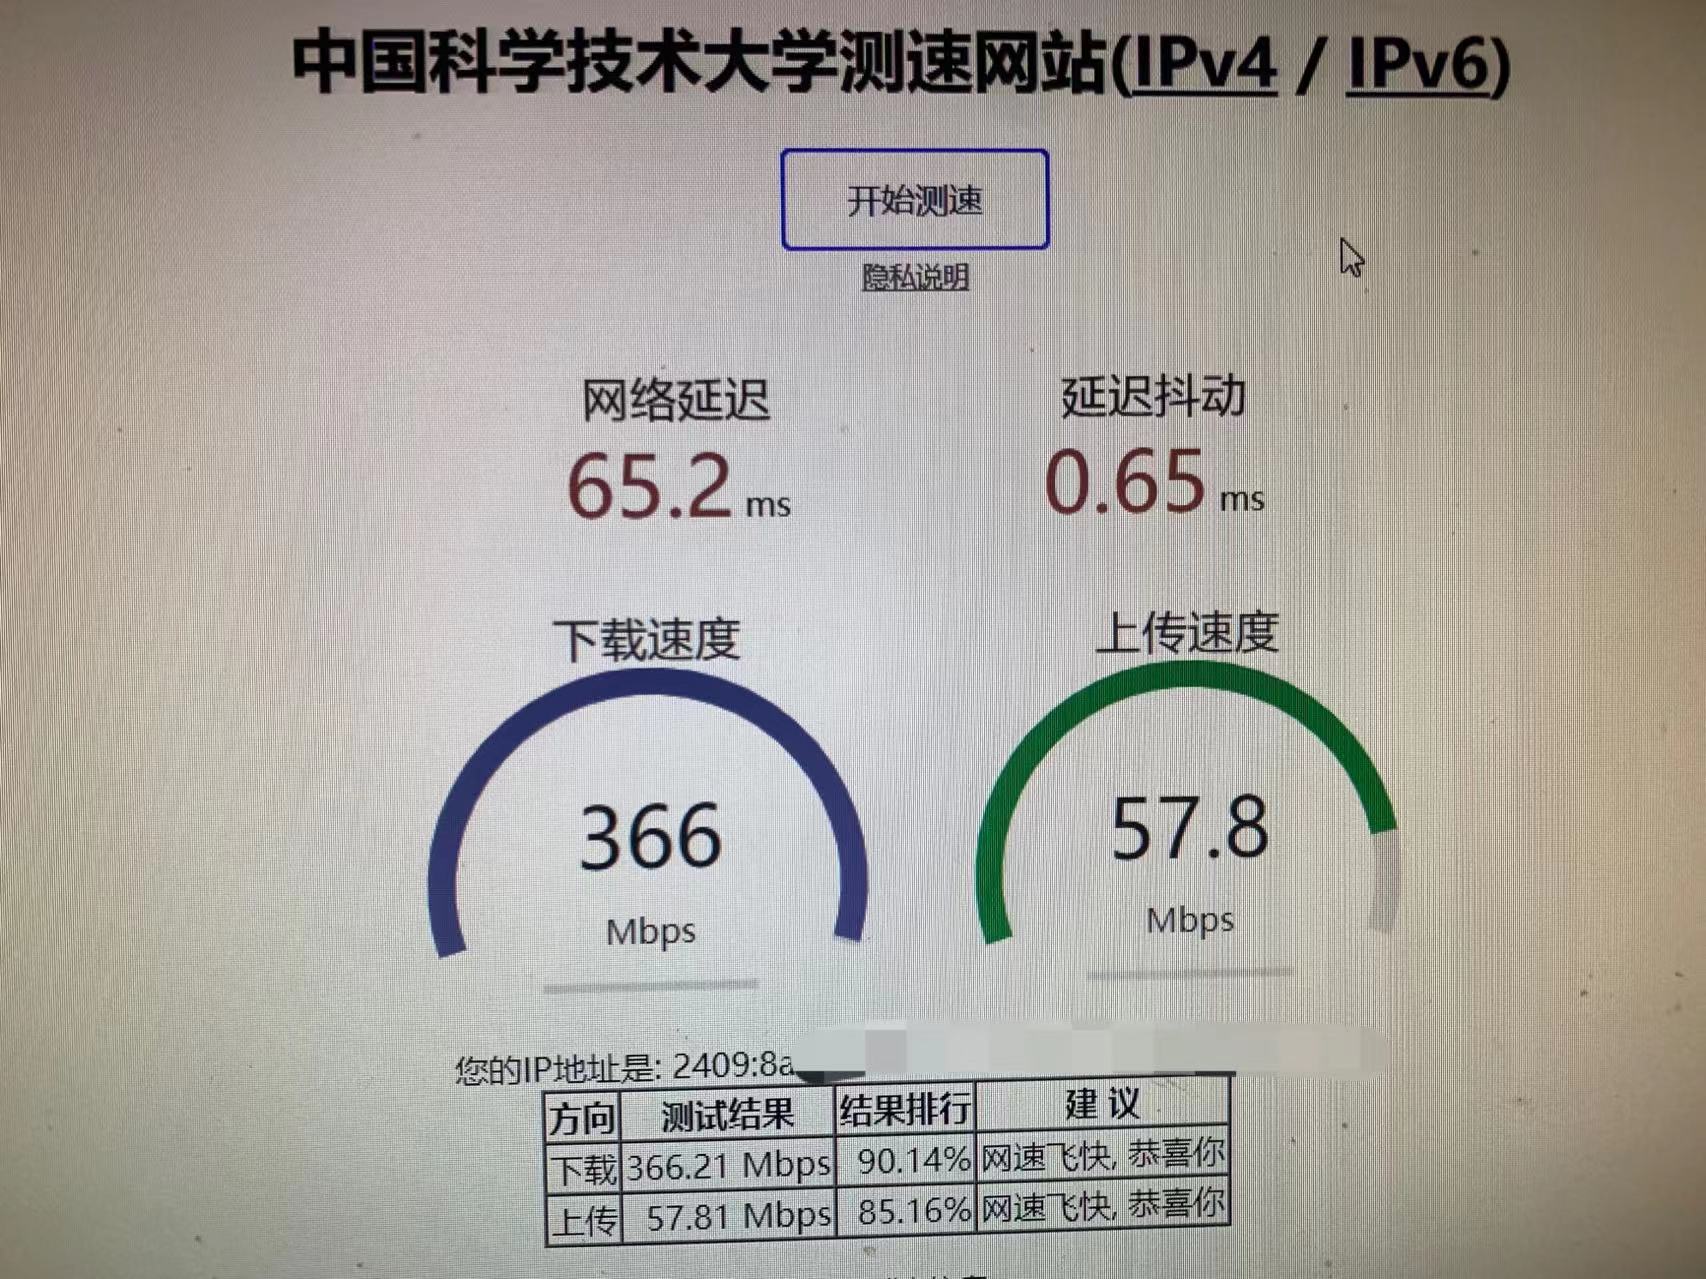 中国科学技术大学测速网站(IPv4 / IPv6)
开始测速
隐私说明
网络延迟 延迟抖动
65.2 ms 0.65 ms
下载速度 上传速度
366 57.8
Mbps Mbps
您的IP地址是: 2409:8a
方向 测试结果 结果排行 建 议
下载 366.21 Mbps 90.14% 网速飞快, 恭喜你
上传 57.81 Mbps 85.16% 网速飞快, 恭喜你